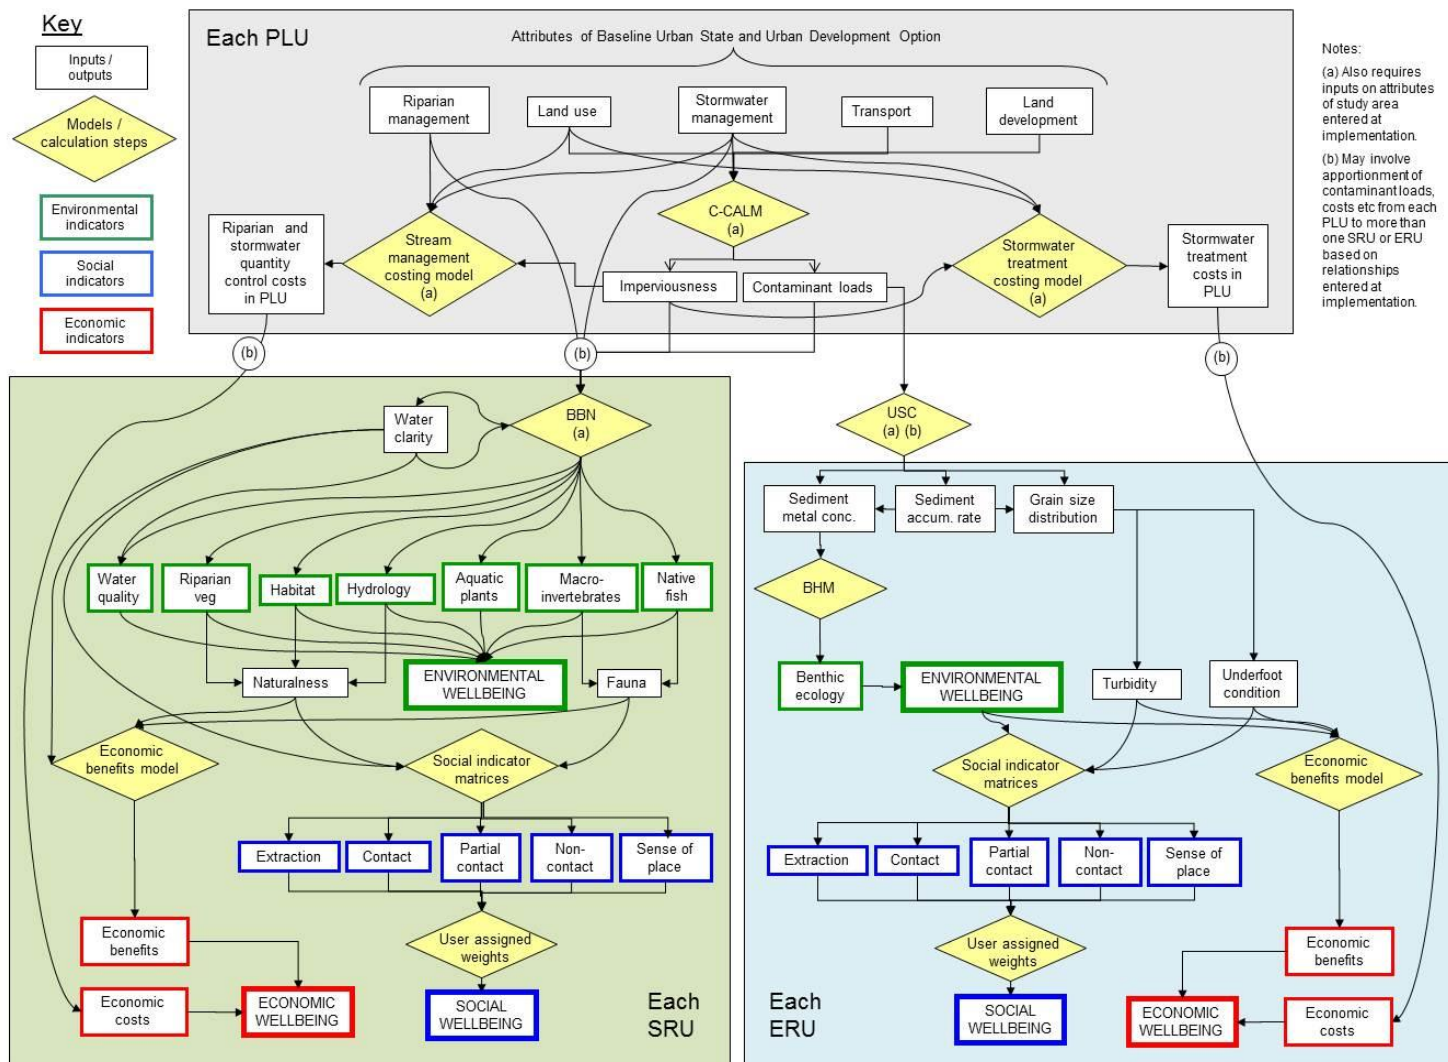 Key
Inputs /
outputs
Models /
calculation steps
Environmental
indicators
Social
indicators
Economic
indicators
Each PLU
Attributes of Baseline Urban State and Urban Development Option
Riparian
management
Land use
Stormwater
management
Transport
Land
development
C-CALM
(a)
Riparian and
stormwater
quantity
control costs
in PLU
Stream
management
costing model
(a)
Imperviousness
Contaminant loads
Stormwater
treatment
costing model
(a)
Stormwater
treatment
costs in
PLU
Notes:
(a) Also requires
inputs on attributes
of study area
entered at
implementation.
(b) May involve
apportionment of
contaminant loads,
costs etc from each
PLU to more than
one SRU or ERU
based on
relationships
entered at
implementation.
(b)
(b)
(b)
Water
clarity
BBN
(a)
Water
quality
Riparian
veg
Habitat
Hydrology
Aquatic
plants
Macro-
invertebrates
Native
fish
Naturalness
ENVIRONMENTAL
WELLBEING
Fauna
Economic
benefits model
Social indicator
matrices
Extraction
Contact
Partial
contact
Non-
contact
Sense of
place
Economic
benefits
User assigned
weights
Economic
costs
ECONOMIC
WELLBEING
SOCIAL
WELLBEING
Each
SRU
USC
(a) (b)
Sediment
metal conc.
Sediment
accum. rate
Grain size
distribution
BHM
Benthic
ecology
ENVIRONMENTAL
WELLBEING
Turbidity
Underfoot
condition
Social indicator
matrices
Economic
benefits model
Extraction
Contact
Partial
contact
Non-
contact
Sense of
place
User assigned
weights
Economic
benefits
Each
ERU
SOCIAL
WELLBEING
ECONOMIC
WELLBEING
Economic
costs